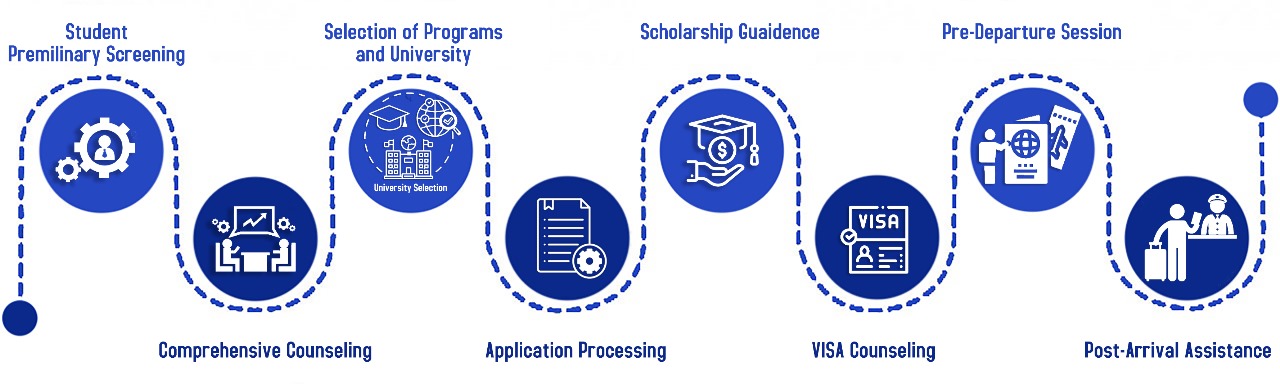 Student
Premilinary Screening
Selection of Programs
and University
Scholarship Guaidence
Pre-Departure Session
University Selection
$
VISA
Comprehensive Counseling
Application Processing
VISA Counseling
Post-Arrival Assistance